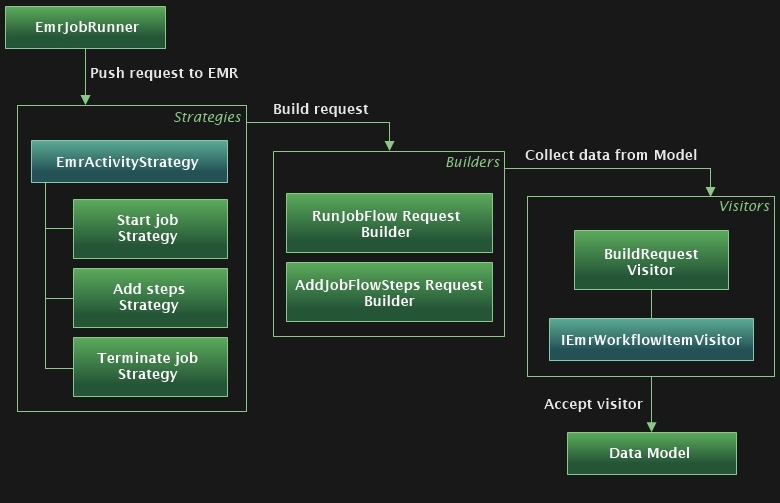 EmrJobRunner
Push request to EMR
Strategies
EmrActivityStrategy
Start job
Strategy
Add steps
Strategy
Terminate job
Strategy
Build request
Builders
RunJobFlow Request
Builder
AddJobFlowSteps Request
Builder
Collect data from Model
Visitors
BuildRequest
Visitor
IEmrWorkflowItemVisitor
Accept visitor
Data Model